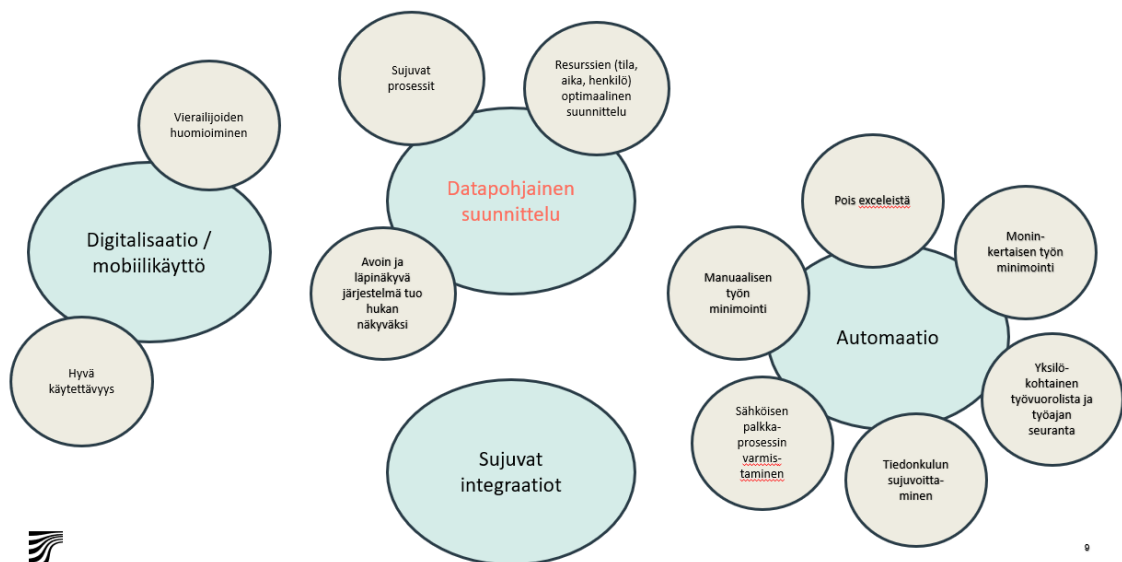 Vierailijoiden
huomioiminen
Digitalisaatio /
mobiilikäyttö
Hyvä
käytettävyys
Sujuvat
prosessit
Resurssien (tila,
aika, henkilö)
optimaalinen
suunnittelu
Datapohjainen
suunnittelu
Avoin ja
läpinäkyvä
järjestelmä tuo
hukan
näkyväksi
Sujuvat
integraatiot
Pois exceleistä
Monin-
kertaisen työn
minimointi
Manuaalisen
työn
minimointi
Automaatio
Yksilö-
kohtainen
työvuorolista ja
työajan
seuranta
Sähköisen
palkka-
prosessin
varmis-
taminen
Tiedonkulun
sujuvoitta-
minen
9